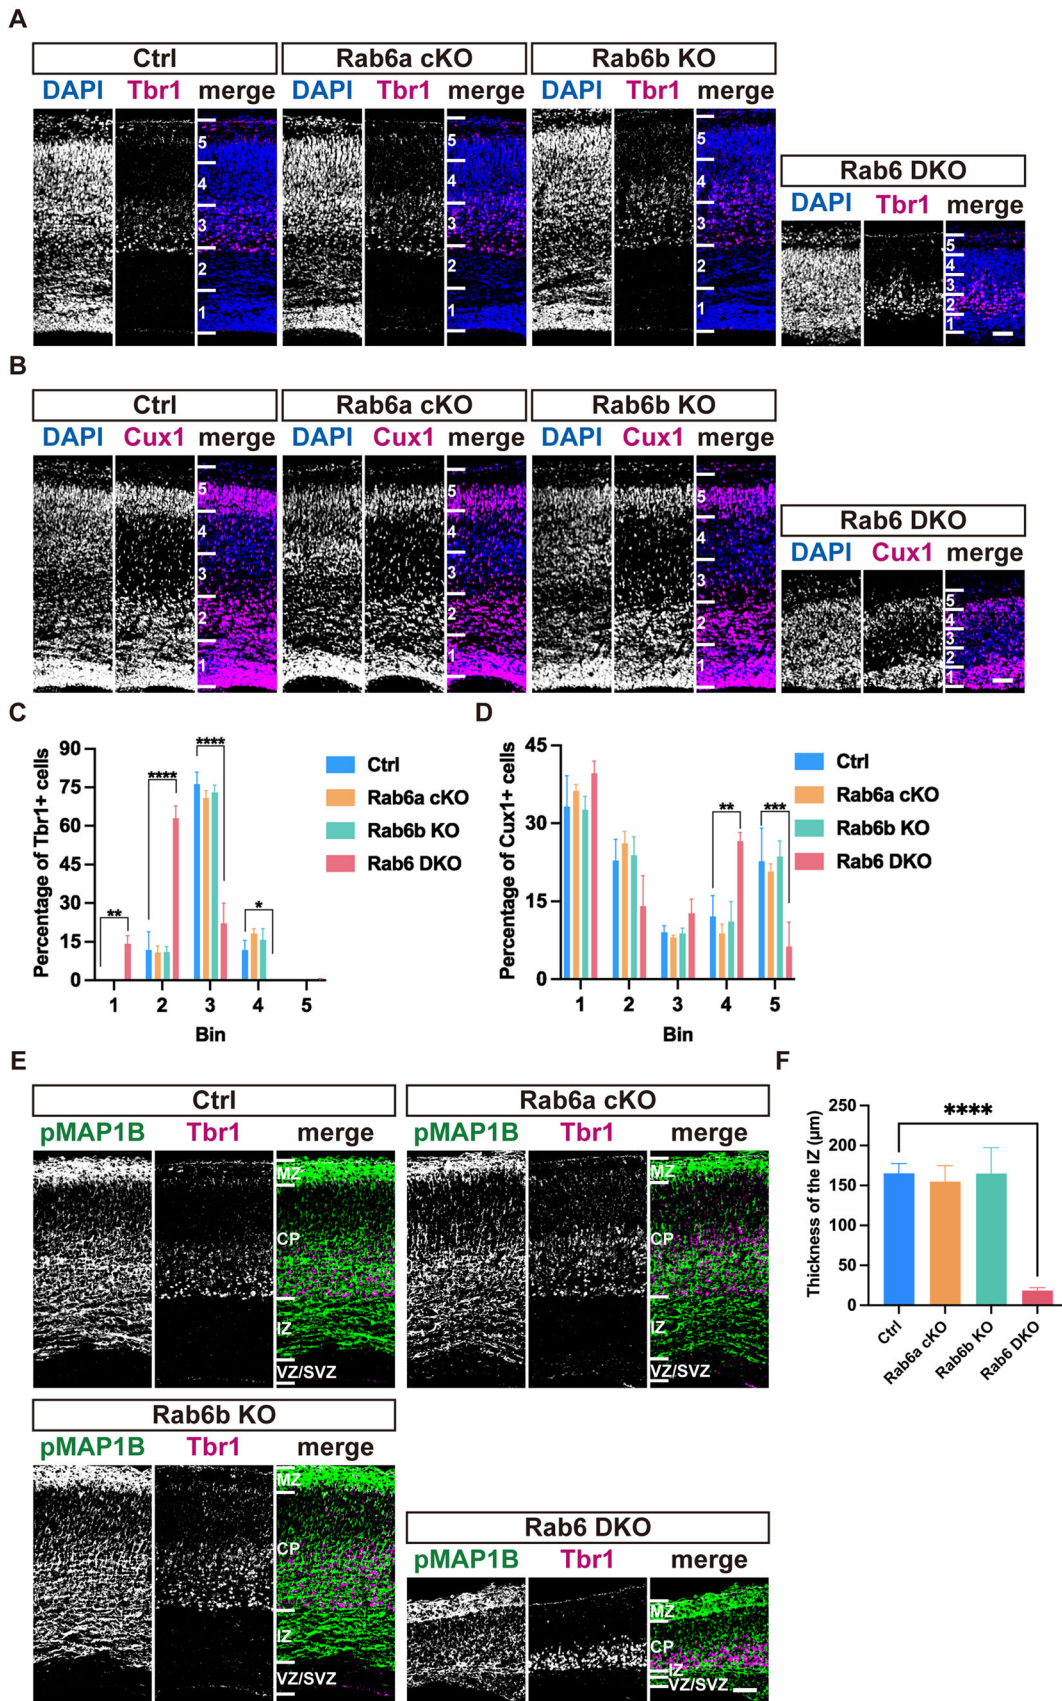 A
Ctrl Rab6a cKO Rab6b KO
DAPI Tbr1 merge DAPI Tbr1 merge DAPI Tbr1 merge
Rab6 DKO
DAPI Tbr1 merge
5 5 5
4 4 4
3 3 3
2 2 2
1 1 1
5
4
3
2
1
B
Ctrl Rab6a cKO Rab6b KO
DAPI Cux1 merge DAPI Cux1 merge DAPI Cux1 merge
Rab6 DKO
DAPI Cux1 merge
5 5 5
4 4 4
3 3 3
2 2 2
1 1 1
5
4
3
2
1
C
Percentage of Tbr1+ cells
90
75
60
45
30
15
0
** **** **** *
1 2 3 4 5
Bin
Ctrl
Rab6a cKO
Rab6b KO
Rab6 DKO
D
Percentage of Cux1+ cells
45
30
15
0
** ***
1 2 3 4 5
Bin
Ctrl
Rab6a cKO
Rab6b KO
Rab6 DKO
E
Ctrl Rab6a cKO
pMAP1B Tbr1 merge pMAP1B Tbr1 merge
MZ MZ
CP CP
IZ IZ
VZ/SVZ VZ/SVZ
Rab6b KO
pMAP1B Tbr1 merge
MZ
CP
IZ
VZ/SVZ
Rab6 DKO
pMAP1B Tbr1 merge
MZ
CP
IZ
VZ/SVZ
F
Thickness of the IZ (µm)
250
200
150
100
50
0
****
Ctrl Rab6a cKO Rab6b KO Rab6 DKO